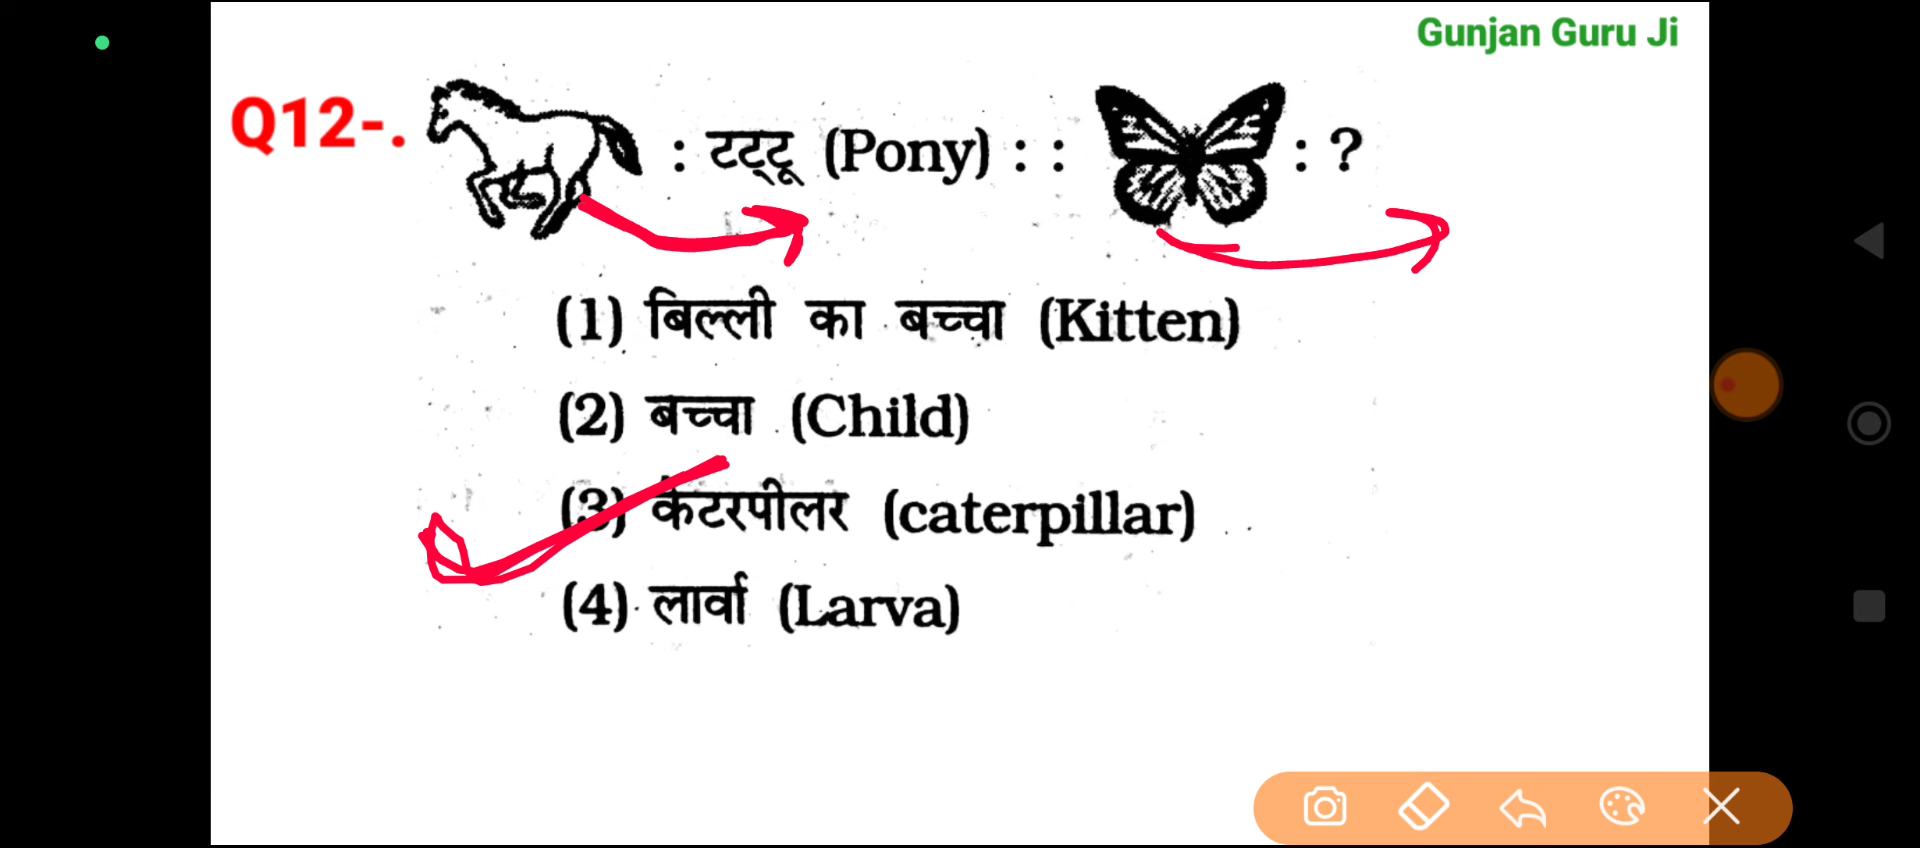 Gunjan Guru Ji
Q12-. : टट्टू (Pony) : : : ?
(1) बिल्ली का बच्चा (Kitten)
(2) बच्चा (Child)
(3) केटरपीलर (caterpillar)
(4) लार्वा (Larva)